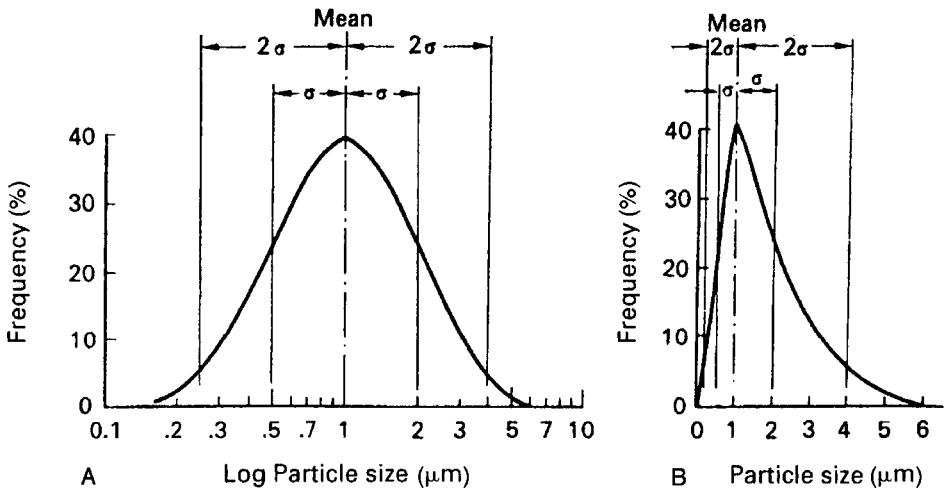 Mean
2σ 2σ
σ σ
40
30
20
10
0
Frequency (%)
0.1 .2 .3 .5 .7 1 2 3 5 7 10
A Log Particle size (μm)
Mean
2σ 2σ
σ σ
40
30
20
10
0
Frequency (%)
0 1 2 3 4 5 6
B Particle size (μm)